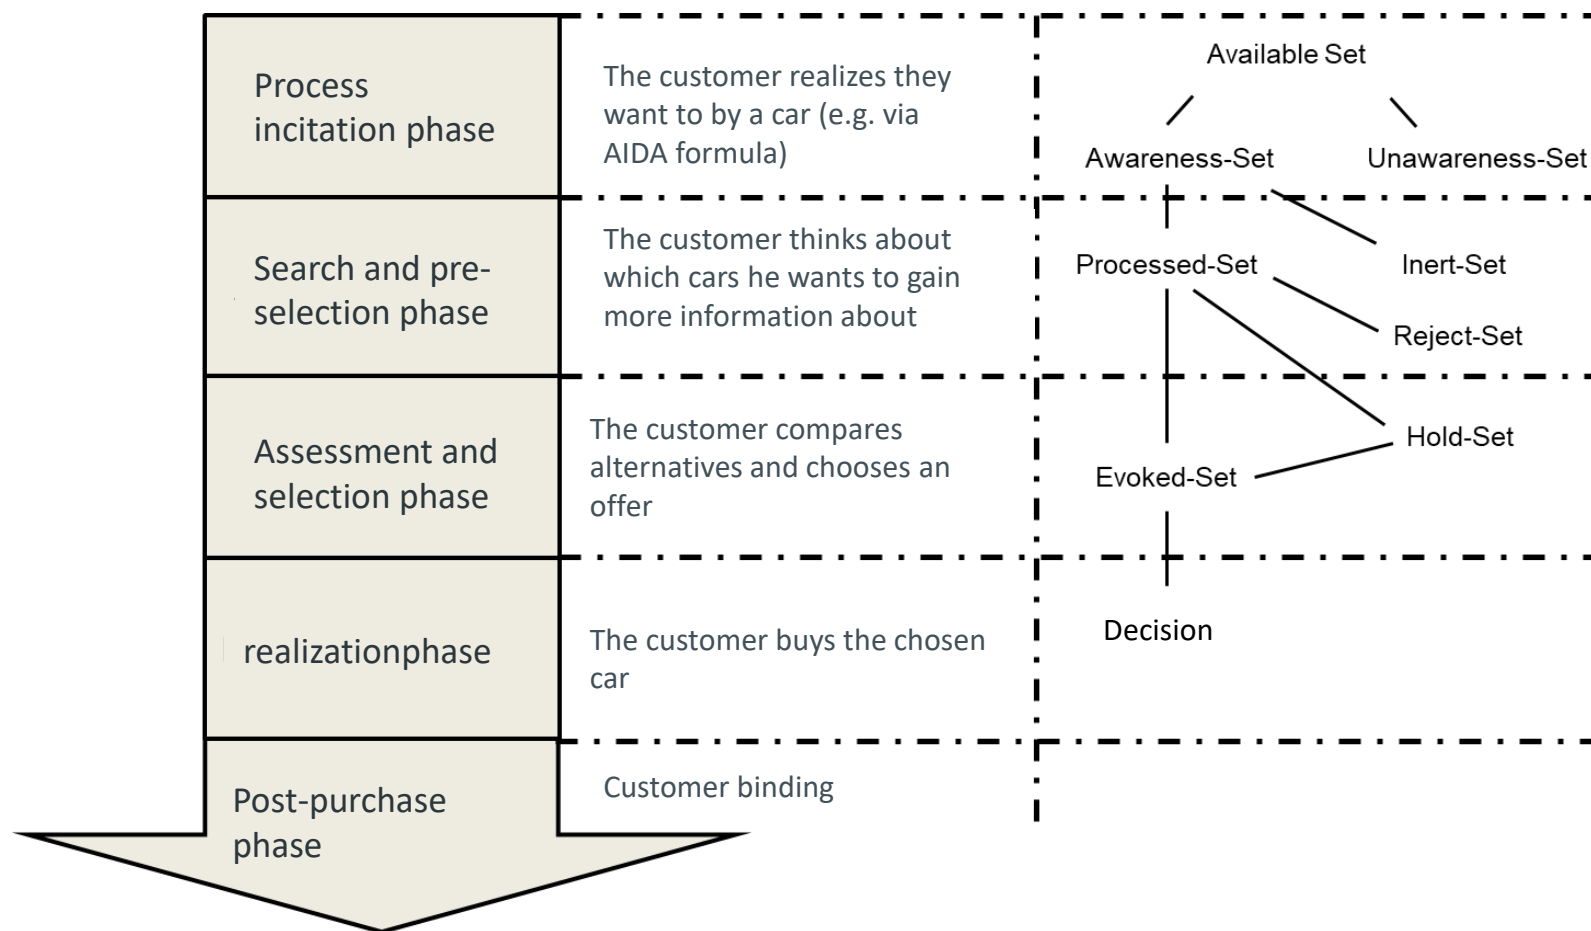 Process
incitation phase
The customer realizes they
want to by a car (e.g. via
AIDA formula)
Available Set
Awareness-Set
Unawareness-Set
Search and pre-
selection phase
The customer thinks about
which cars he wants to gain
more information about
Processed-Set
Inert-Set
Reject-Set
Assessment and
selection phase
The customer compares
alternatives and chooses an
offer
Hold-Set
Evoked-Set
realizationphase
The customer buys the chosen
car
Decision
Post-purchase
phase
Customer binding